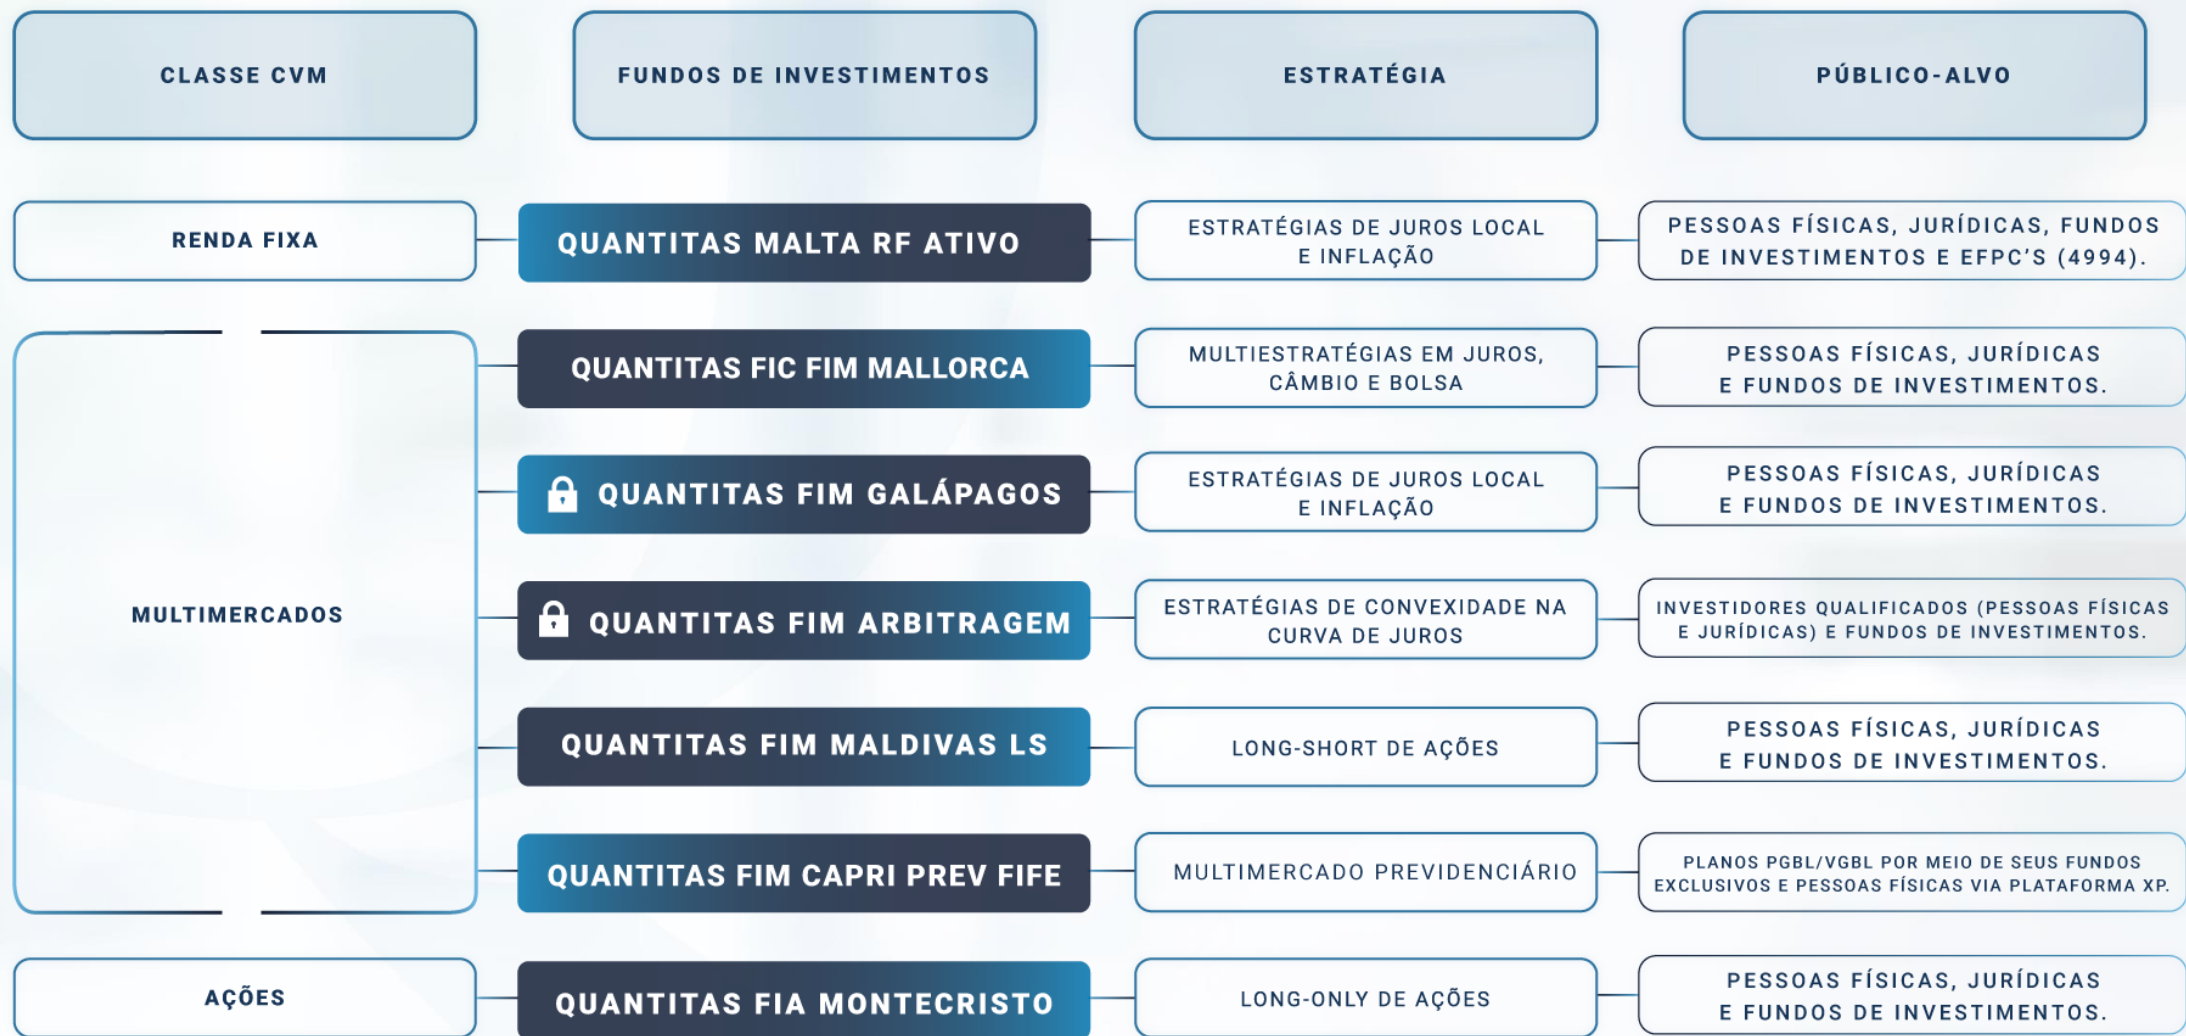 CLASSE CVM
FUNDOS DE INVESTIMENTOS
ESTRATÉGIA
PÚBLICO-ALVO
RENDA FIXA
QUANTITAS MALTA RF ATIVO
ESTRATÉGIAS DE JUROS LOCAL
E INFLAÇÃO
PESSOAS FÍSICAS, JURÍDICAS, FUNDOS
DE INVESTIMENTOS E EFPC'S (4994).
MULTIMERCADOS
QUANTITAS FIC FIM MALLORCA
MULTIESTRATÉGIAS EM JUROS,
CÂMBIO E BOLSA
PESSOAS FÍSICAS, JURÍDICAS
E FUNDOS DE INVESTIMENTOS.
QUANTITAS FIM GALÁPAGOS
ESTRATÉGIAS DE JUROS LOCAL
E INFLAÇÃO
PESSOAS FÍSICAS, JURÍDICAS
E FUNDOS DE INVESTIMENTOS.
QUANTITAS FIM ARBITRAGEM
ESTRATÉGIAS DE CONVEXIDADE NA
CURVA DE JUROS
INVESTIDORES QUALIFICADOS (PESSOAS FÍSICAS
E JURÍDICAS) E FUNDOS DE INVESTIMENTOS.
QUANTITAS FIM MALDIVAS LS
LONG-SHORT DE AÇÕES
PESSOAS FÍSICAS, JURÍDICAS
E FUNDOS DE INVESTIMENTOS.
QUANTITAS FIM CAPRI PREV FIFE
MULTIMERCADO PREVIDENCIÁRIO
PLANOS PGBL/VGBL POR MEIO DE SEUS FUNDOS
EXCLUSIVOS E PESSOAS FÍSICAS VIA PLATAFORMA XP.
AÇÕES
QUANTITAS FIA MONTECRISTO
LONG-ONLY DE AÇÕES
PESSOAS FÍSICAS, JURÍDICAS
E FUNDOS DE INVESTIMENTOS.